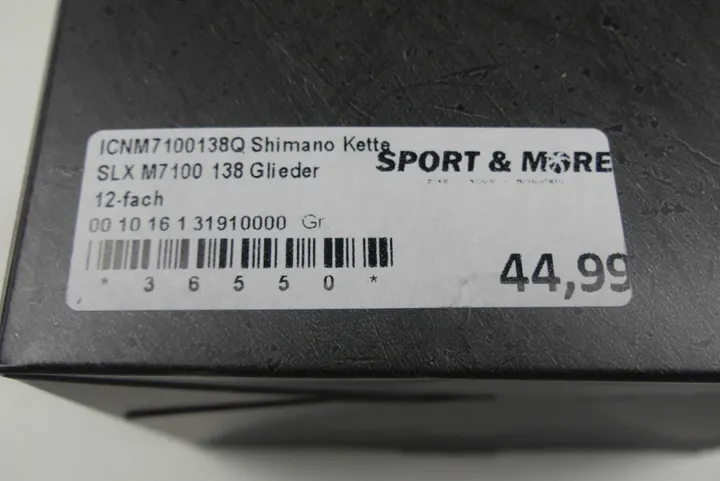 ICNM7100138Q Shimano Kette
SLX M7100 138 Glieder
12-fach
SPORT & MORE
00 10 16 1 31910000 Gr
* 3 6 5 5 0 *
44,99